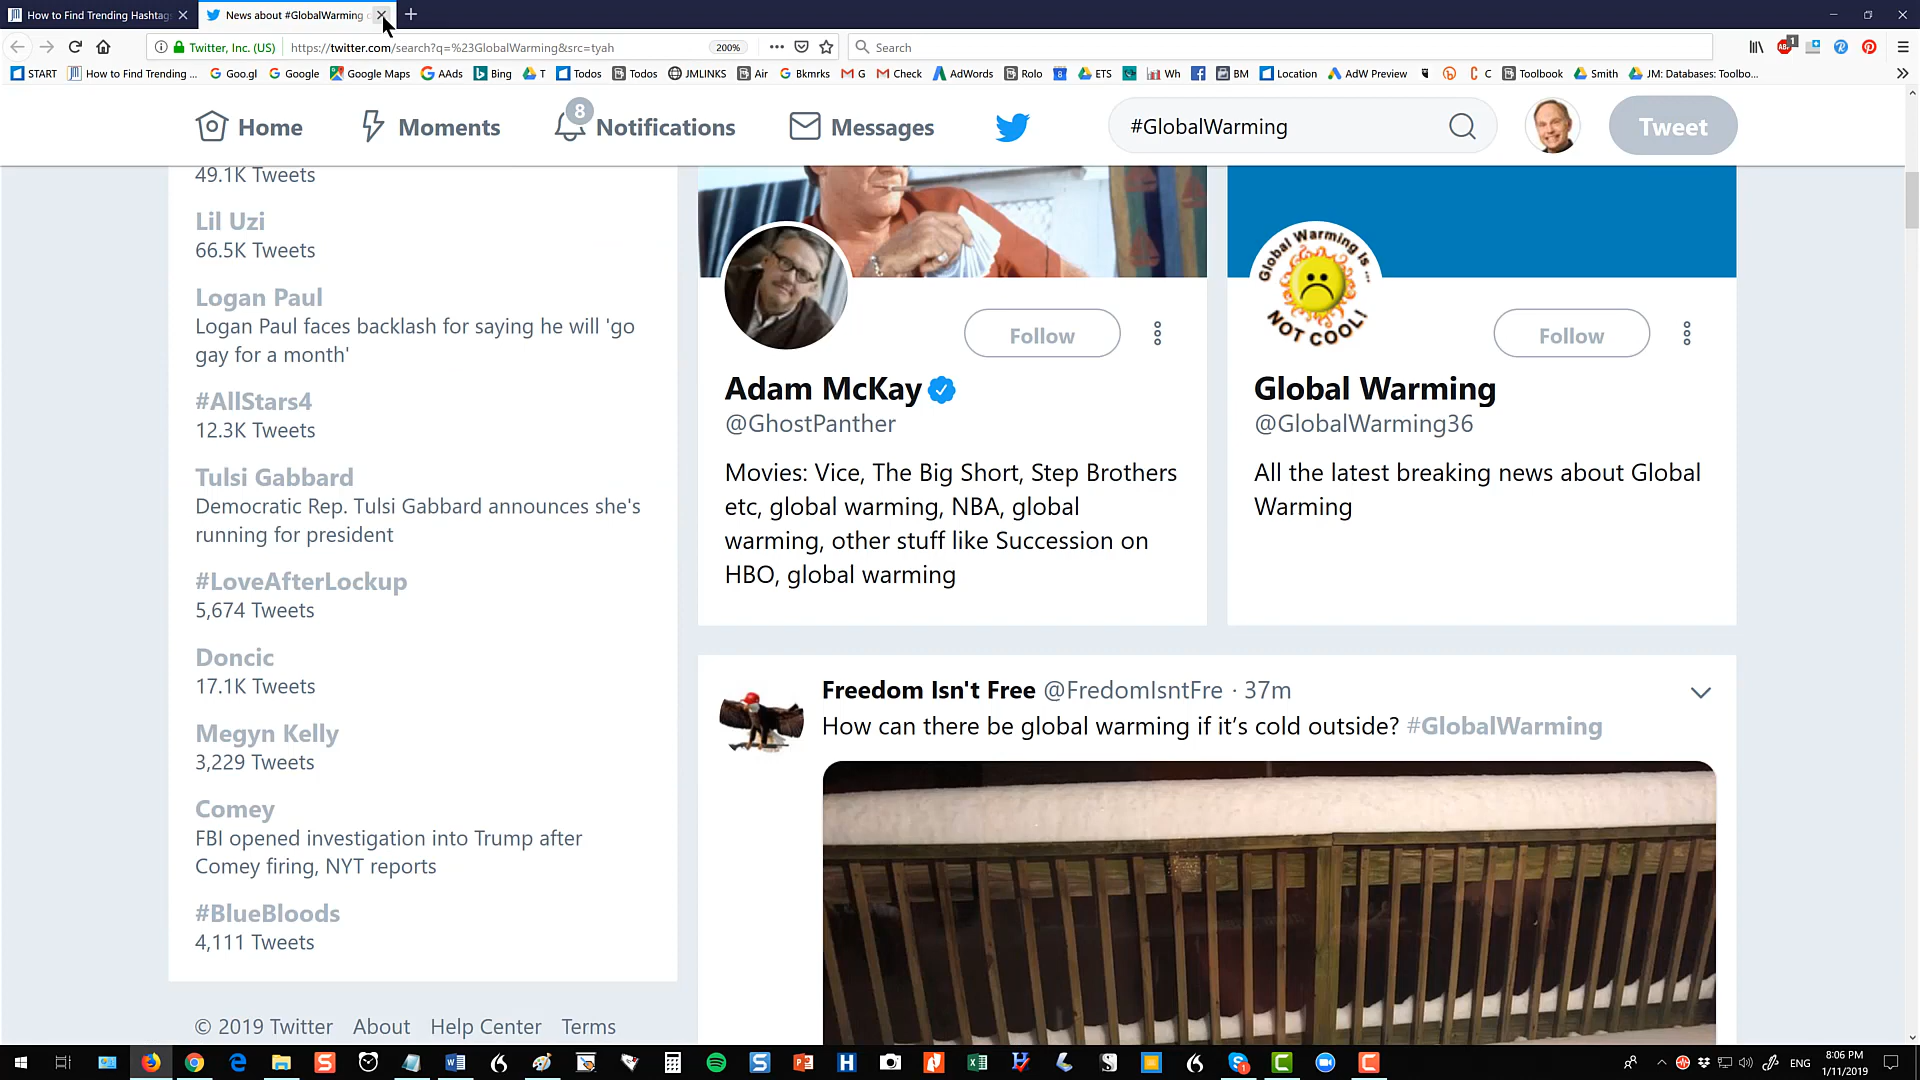 How to Find Trending Hashtag
News about #GlobalWarming
Twitter, Inc. (US)
https://twitter.com/search?q=%23GlobalWarming&src=tyah
200%
Search
START
How to Find Trending ...
Goo.gl
Google
Google Maps
AAds
Bing
T
Todos
Todos
JMLINKS
Air
Bkmrks
G
Check
AdWords
Rolo
ETS
Wh
BM
Location
AdW Preview
C
Toolbook
Smith
JM: Databases: Toolbo...
Home
Moments
8
Notifications
Messages
#GlobalWarming
Tweet
49.1K Tweets
Lil Uzi
66.5K Tweets
Logan Paul
Logan Paul faces backlash for saying he will 'go
gay for a month'
#AllStars4
12.3K Tweets
Tulsi Gabbard
Democratic Rep. Tulsi Gabbard announces she's
running for president
#LoveAfterLockup
5,674 Tweets
Doncic
17.1K Tweets
Megyn Kelly
3,229 Tweets
Comey
FBI opened investigation into Trump after
Comey firing, NYT reports
#BlueBloods
4,111 Tweets
© 2019 Twitter About Help Center Terms
Follow
Adam McKay
@GhostPanther
Movies: Vice, The Big Short, Step Brothers
etc, global warming, NBA, global
warming, other stuff like Succession on
HBO, global warming
Global Warming Is...
NOT COOL!
Follow
Global Warming
@GlobalWarming36
All the latest breaking news about Global
Warming
Freedom Isn't Free @FredomIsntFre · 37m
How can there be global warming if it’s cold outside? #GlobalWarming
ENG
8:06 PM
1/11/2019